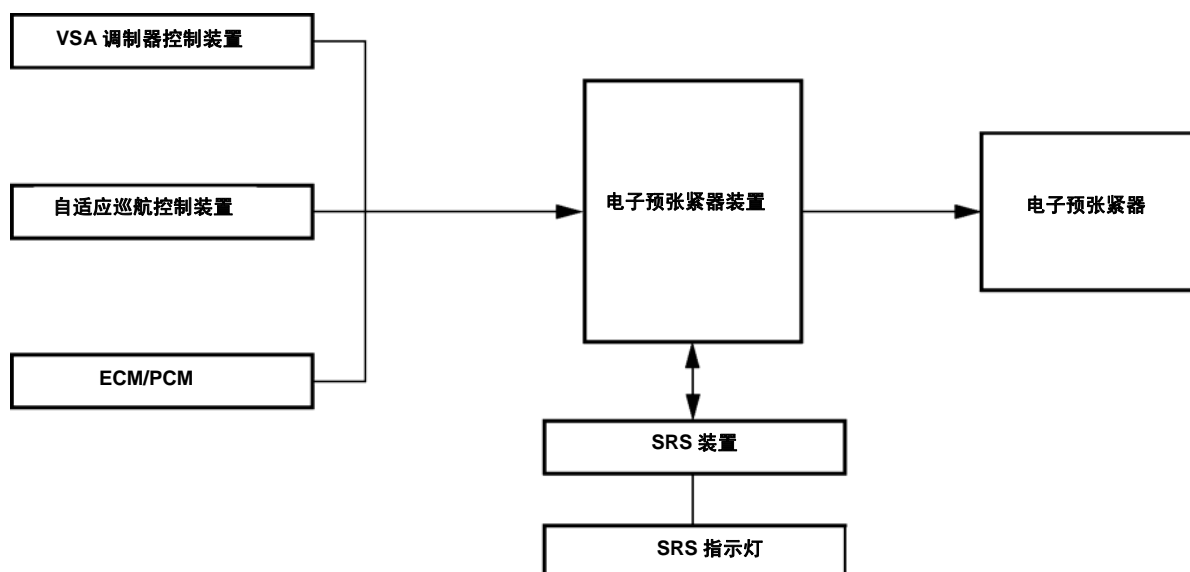 VSA 调制器控制装置
自适应巡航控制装置
ECM/PCM
电子预张紧器装置
电子预张紧器
SRS 装置
SRS 指示灯